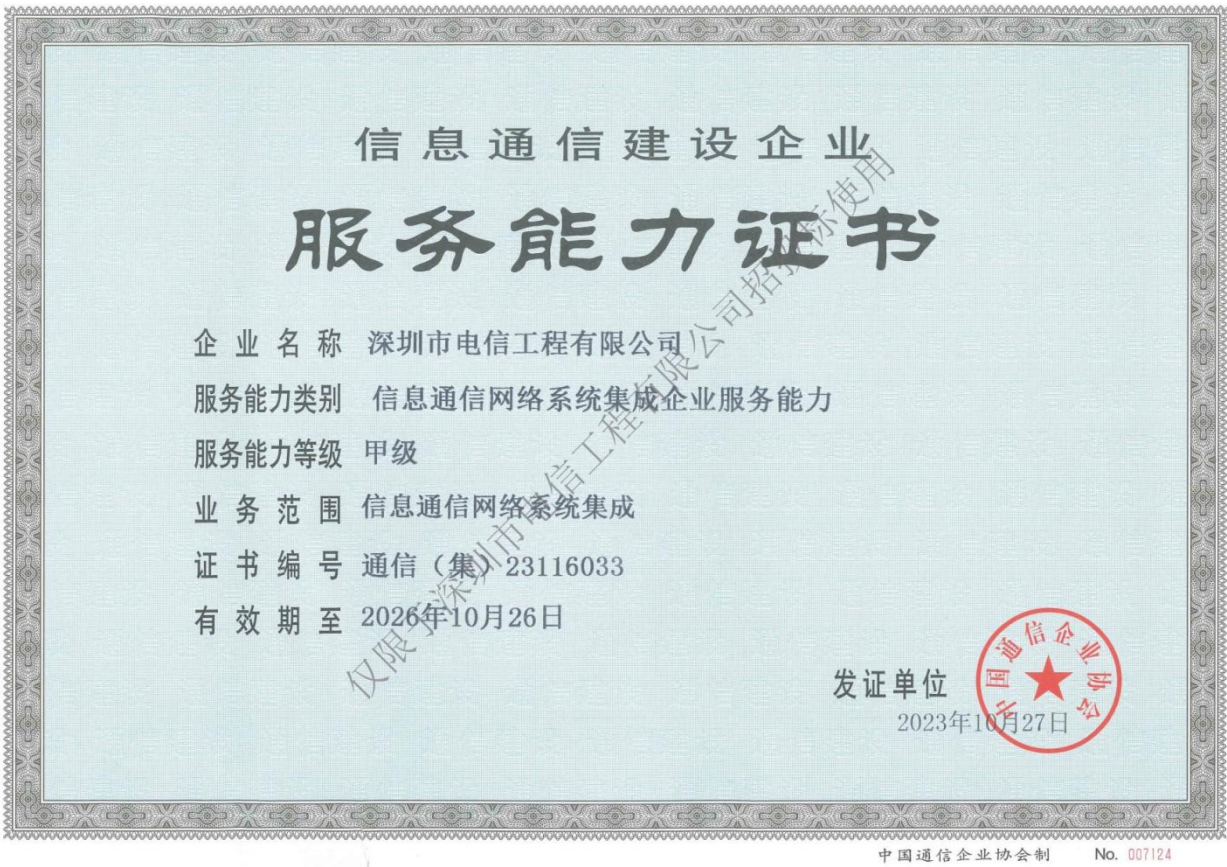 信息通信建设企业
服务能力证书
企业名称 深圳市电信工程有限公司
服务能力类别 信息通信网络系统集成企业服务能力
服务能力等级 甲级
业务范围 信息通信网络系统集成
证书编号 通信（集）23116033
有效期至 2026年10月26日
仅限于深圳市电信工程有限公司招投标使用
发证单位
中国通信企业协会
2023年10月27日
中国通信企业协会制 No. 007124